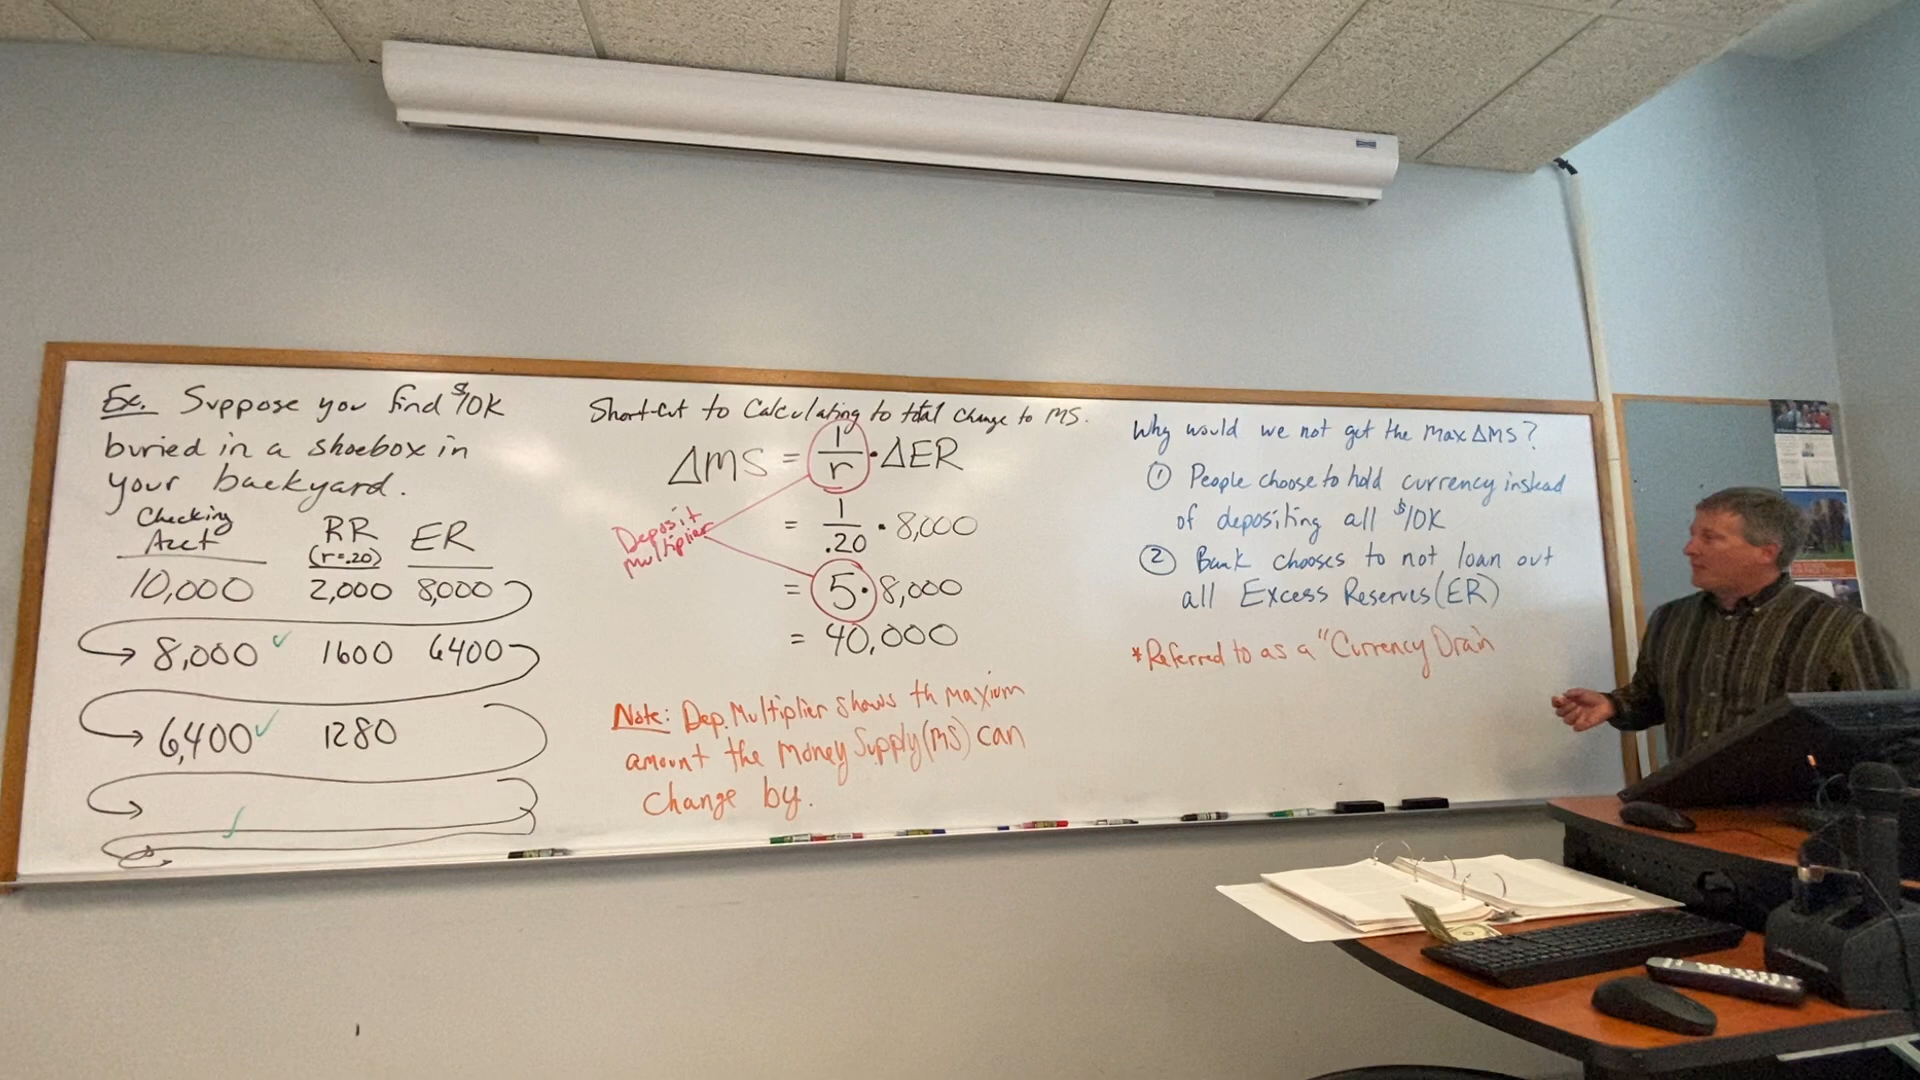 Ex. Suppose you find $10K
buried in a shoebox in
your backyard.
Checking
Acct
RR
(r=.20)
ER
10,000 2,000 8,000
8,000 ✓ 1600 6400
6,400 ✓ 1280
✓
Short-cut to Calculating to total change to MS.
ΔMS = 1/r · ΔER
= 1/.20 · 8,000
= 5 · 8,000
= 40,000
Deposit
multiplier
Note: Dep. Multiplier shows th maxium
amount the Money Supply (MS) can
change by.
Why would we not get the Max ΔMS?
① People choose to hold currency instead
of depositing all $10K
② Bank chooses to not loan out
all Excess Reserves (ER)
*Referred to as a "Currency Drain